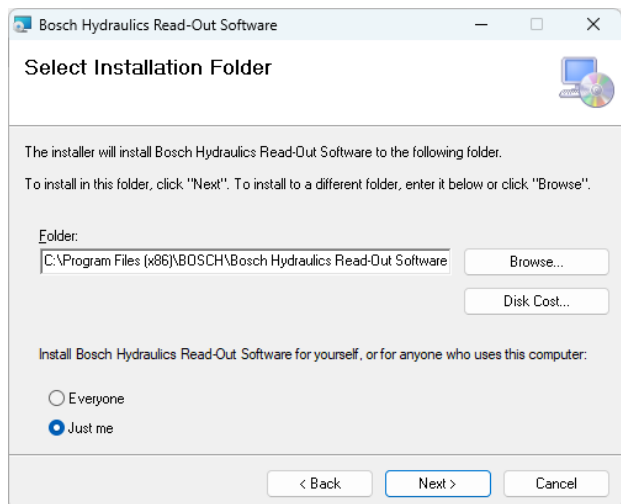 Bosch Hydraulics Read-Out Software
Select Installation Folder
The installer will install Bosch Hydraulics Read-Out Software to the following folder.
To install in this folder, click "Next". To install to a different folder, enter it below or click "Browse".
Folder:
C:\Program Files (x86)\BOSCH\Bosch Hydraulics Read-Out Software
Browse...
Disk Cost...
Install Bosch Hydraulics Read-Out Software for yourself, or for anyone who uses this computer:
Everyone
Just me
< Back
Next >
Cancel